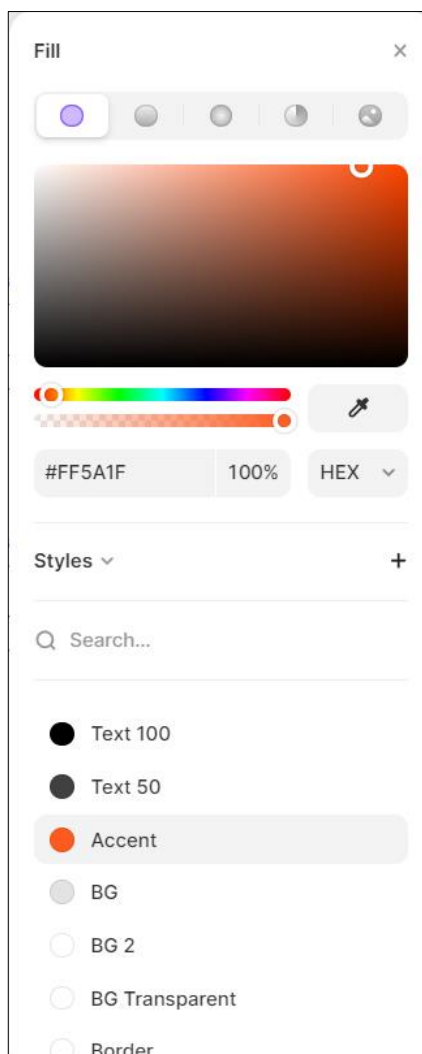 Fill
#FF5A1F 100% HEX
Styles
Search...
Text 100
Text 50
Accent
BG
BG 2
BG Transparent
Border